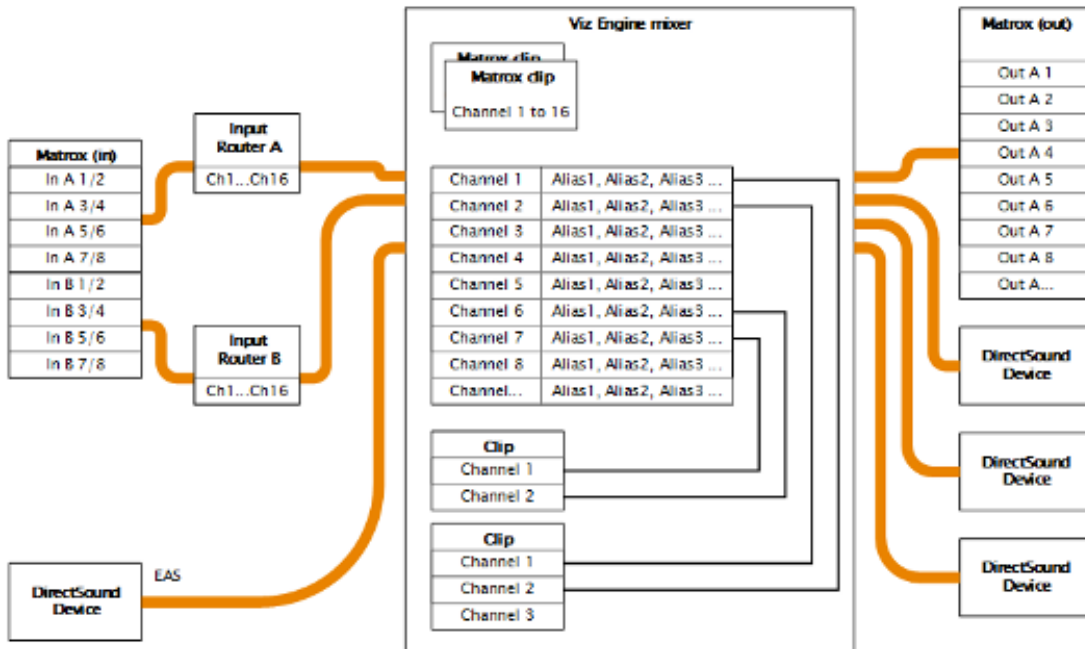 Viz Engine mixer
Matrox clip
Matrox clip
Channel 1 to 16
Input
Router A
Ch1...Ch16
Matrox (in)
In A 1/2
In A 3/4
In A 5/6
In A 7/8
In B 1/2
In B 3/4
In B 5/6
In B 7/8
Input
Router B
Ch1...Ch16
EAS
DirectSound
Device
Channel 1 Alias1, Alias2, Alias3 ...
Channel 2 Alias1, Alias2, Alias3 ...
Channel 3 Alias1, Alias2, Alias3 ...
Channel 4 Alias1, Alias2, Alias3 ...
Channel 5 Alias1, Alias2, Alias3 ...
Channel 6 Alias1, Alias2, Alias3 ...
Channel 7 Alias1, Alias2, Alias3 ...
Channel 8 Alias1, Alias2, Alias3 ...
Channel... Alias1, Alias2, Alias3 ...
Clip
Channel 1
Channel 2
Clip
Channel 1
Channel 2
Channel 3
Matrox (out)
Out A 1
Out A 2
Out A 3
Out A 4
Out A 5
Out A 6
Out A 7
Out A 8
Out A...
DirectSound
Device
DirectSound
Device
DirectSound
Device